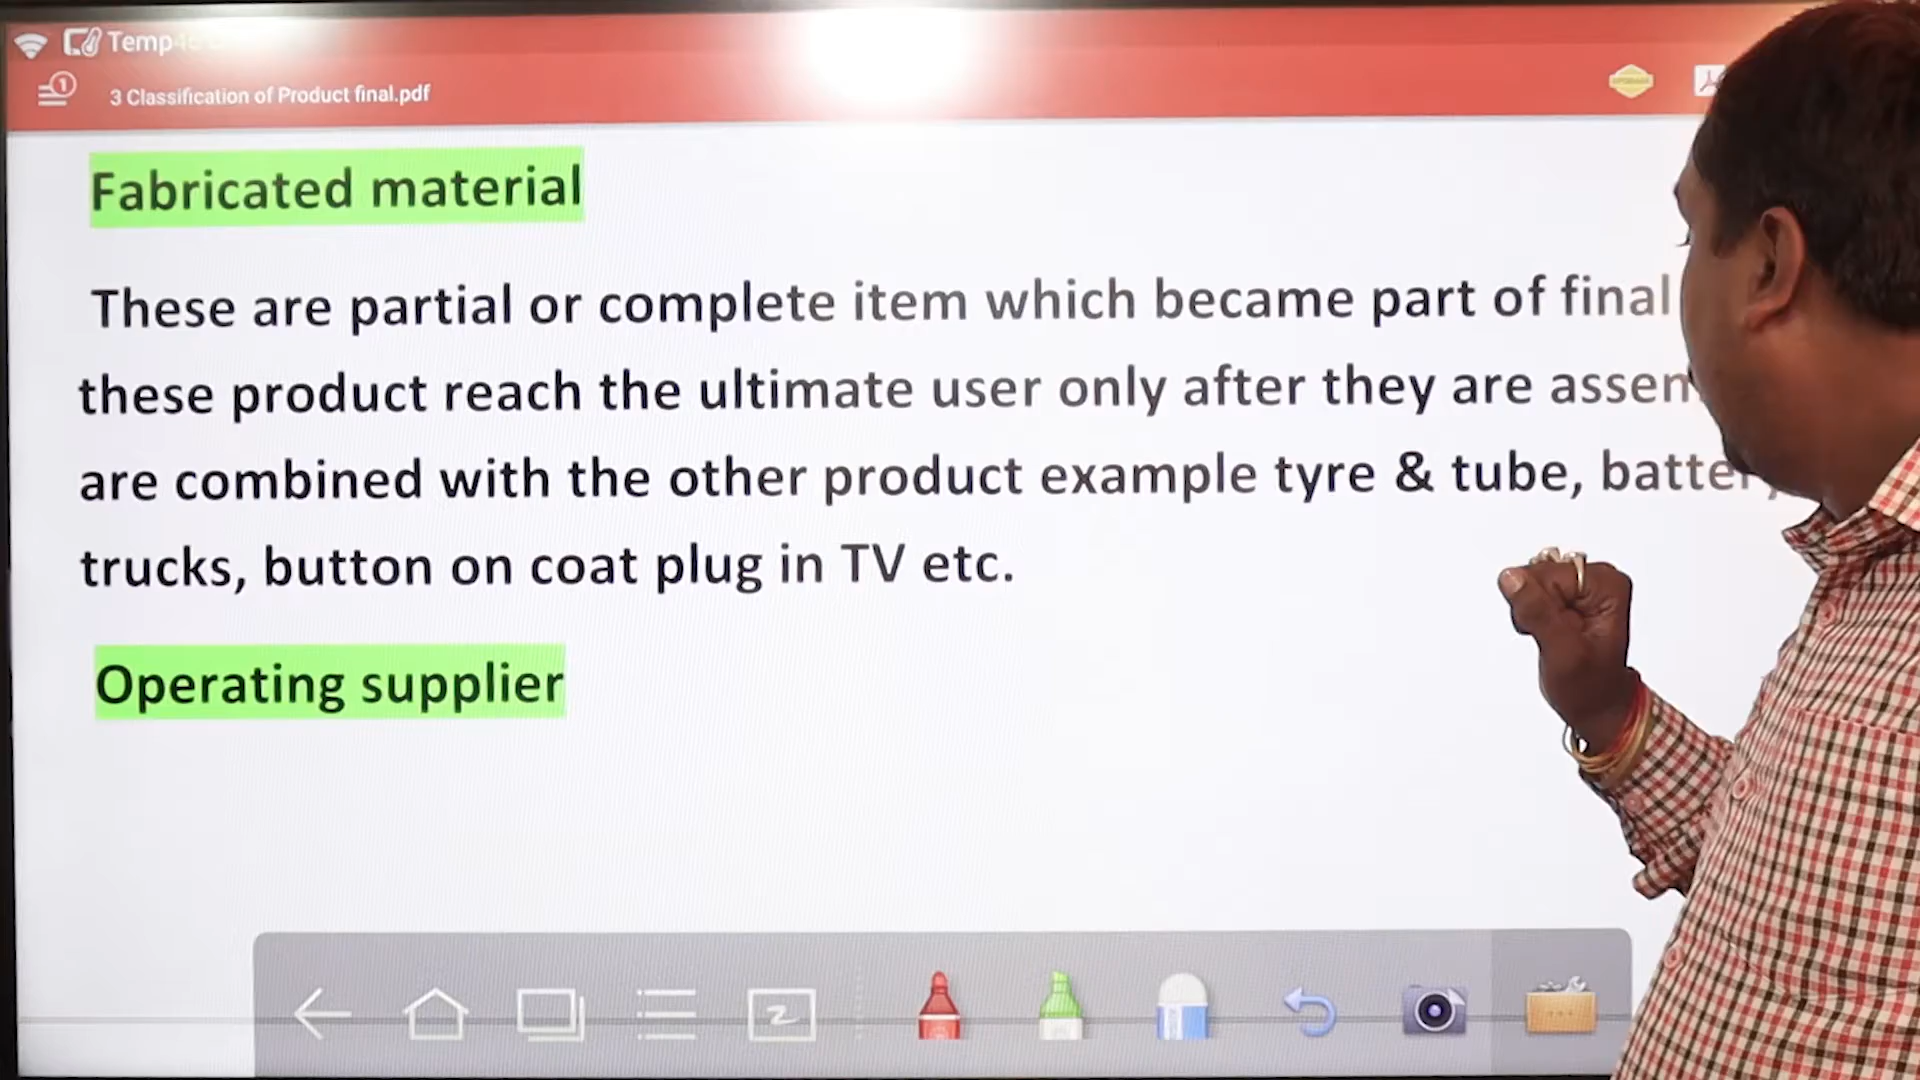 Temp
1
3 Classification of Product final.pdf
Fabricated material
These are partial or complete item which became part of final
these product reach the ultimate user only after they are
are combined with the other product example tyre & tube,
trucks, button on coat plug in TV etc.
Operating supplier